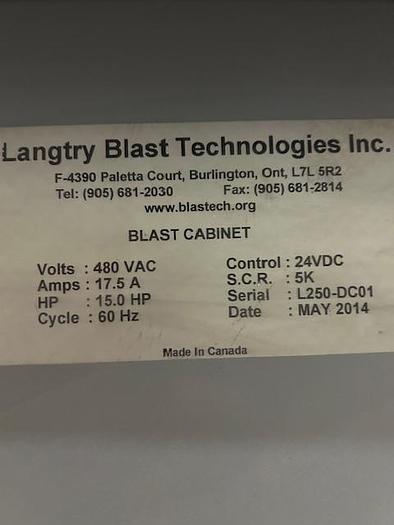 Langtry Blast Technologies Inc.
F-4390 Paletta Court, Burlington, Ont, L7L 5R2
Tel: (905) 681-2030 Fax: (905) 681-2814
www.blastech.org
BLAST CABINET
Volts : 480 VAC Control : 24VDC
Amps : 17.5 A S.C.R. : 5K
HP : 15.0 HP Serial : L250-DC01
Cycle : 60 Hz Date : MAY 2014
Made In Canada